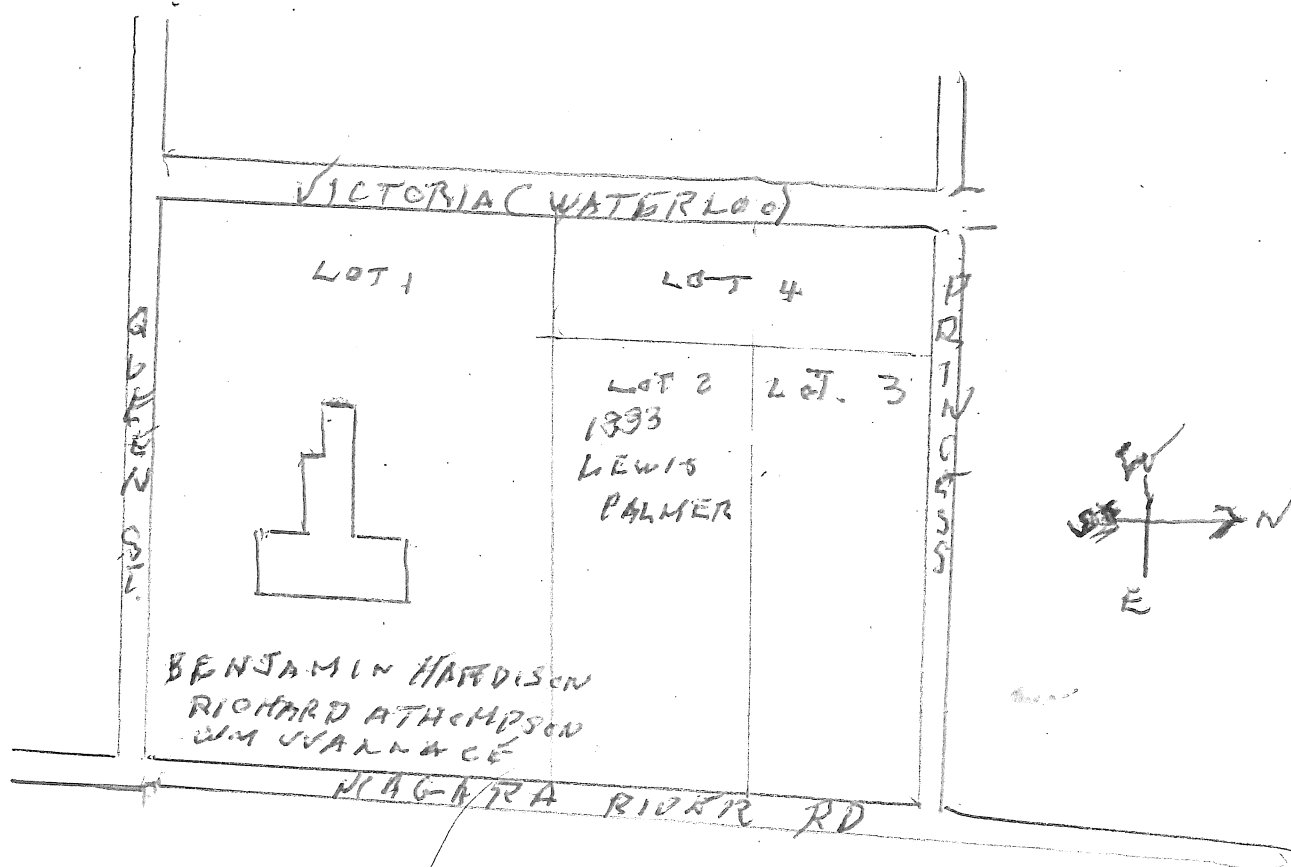 VICTORIA (WATERLOO)
LOT 1
LOT 4
QUEEN ST.
PRINCESS
LOT 2
LOT. 3
LEWIS
PALMER
W
N
E
BENJAMIN HARDISON
RICHARD A THOMPSON
WM WALLACE
NIAGARA RIVER RD